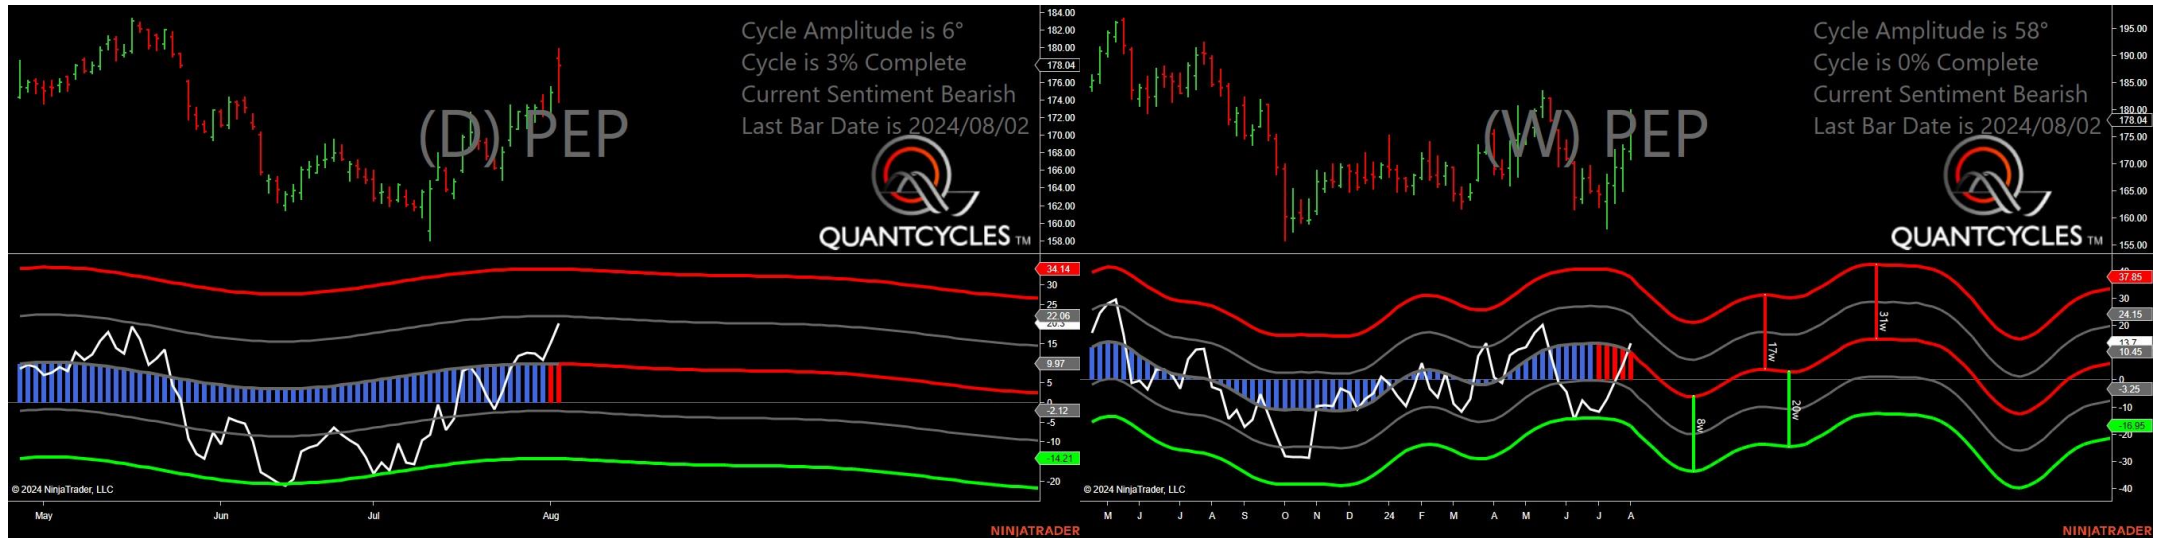 Cycle Amplitude is 6°
Cycle is 3% Complete
Current Sentiment Bearish
Last Bar Date is 2024/08/02
(D) PEP
QUANTCYCLES TM
184.00
182.00
180.00
178.04
176.00
174.00
172.00
170.00
168.00
166.00
164.00
162.00
160.00
158.00
34.14
30
25
22.06
20.3
15
9.97
5
0
-2.12
-5
-10
-14.21
-20
© 2024 NinjaTrader, LLC
May Jun Jul Aug
NINJATRADER
Cycle Amplitude is 58°
Cycle is 0% Complete
Current Sentiment Bearish
Last Bar Date is 2024/08/02
(W) PEP
QUANTCYCLES TM
195.00
190.00
185.00
180.00
178.04
175.00
170.00
165.00
160.00
155.00
37.85
30
24.15
20
13.7
10.45
0
-3.25
-10
-16.95
-20
-30
-40
8w
17w
20w
31w
© 2024 NinjaTrader, LLC
M J J A S O N D 24 F M A M J J A
NINJATRADER